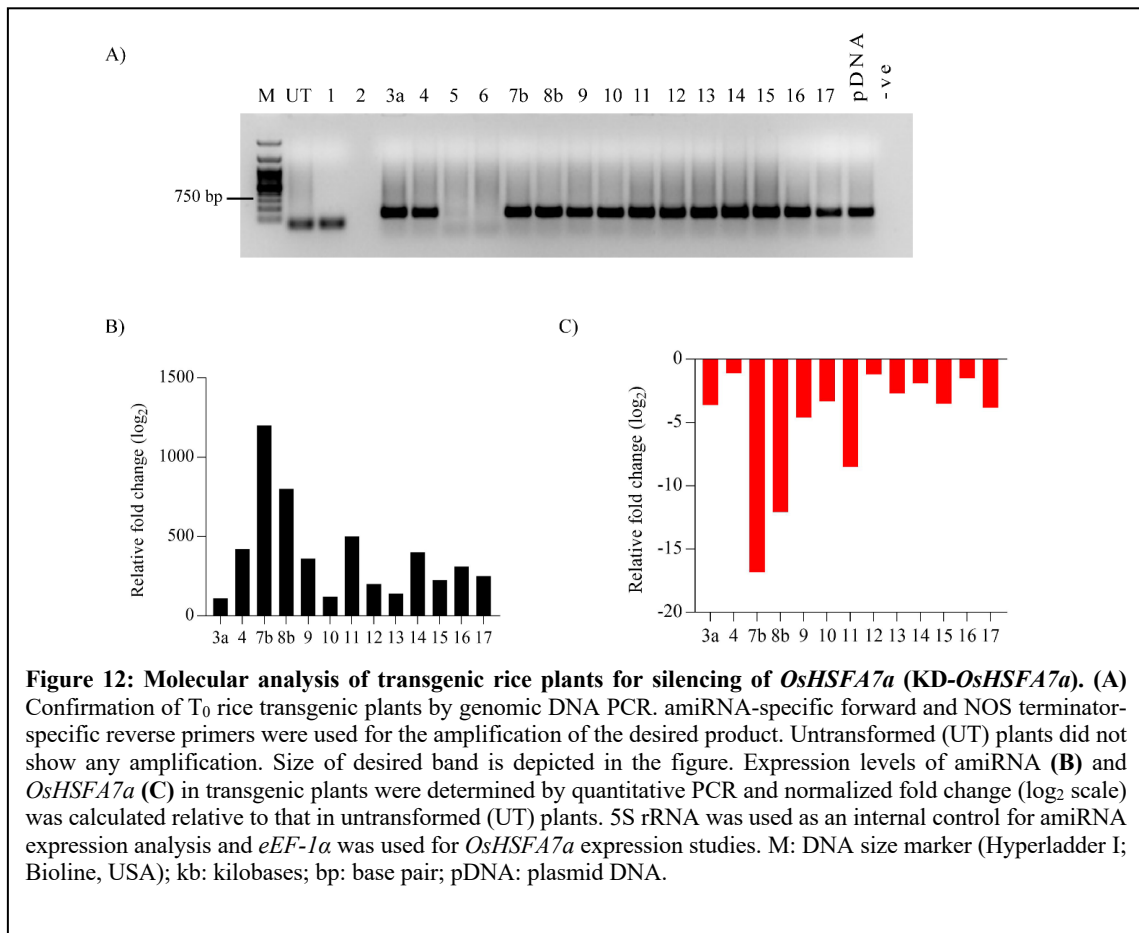 A)
M UT 1 2 3a 4 5 6 7b 8b 9 10 11 12 13 14 15 16 17 pDNA -ve
750 bp
B)
Relative fold change (log₂)
1500
1000
500
0
3a 4 7b 8b 9 10 11 12 13 14 15 16 17
C)
Relative fold change (log₂)
0
-5
-10
-15
-20
3a 4 7b 8b 9 10 11 12 13 14 15 16 17
Figure 12: Molecular analysis of transgenic rice plants for silencing of OsHSFA7a (KD-OsHSFA7a). (A)
Confirmation of T₀ rice transgenic plants by genomic DNA PCR. amiRNA-specific forward and NOS terminator-
specific reverse primers were used for the amplification of the desired product. Untransformed (UT) plants did not
show any amplification. Size of desired band is depicted in the figure. Expression levels of amiRNA (B) and
OsHSFA7a (C) in transgenic plants were determined by quantitative PCR and normalized fold change (log₂ scale)
was calculated relative to that in untransformed (UT) plants. 5S rRNA was used as an internal control for amiRNA
expression analysis and eEF-1α was used for OsHSFA7a expression studies. M: DNA size marker (Hyperladder I;
Bioline, USA); kb: kilobases; bp: base pair; pDNA: plasmid DNA.